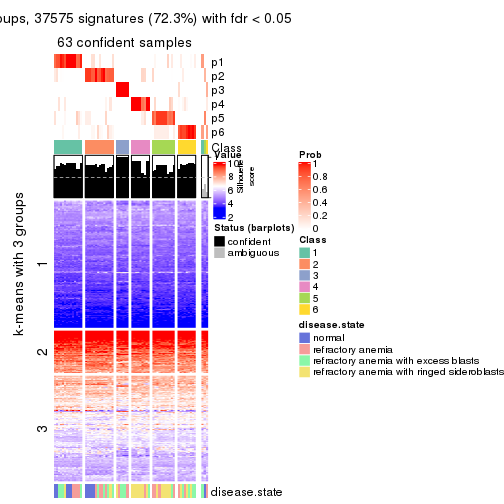 oups, 37575 signatures (72.3%) with fdr < 0.05
63 confident samples
p1
p2
p3
p4
p5
p6
Class
Silhouette
score
k-means with 3 groups
1
2
3
disease.state
Value
10
8
6
4
2
Status (barplots)
confident
ambiguous
Prob
1
0.8
0.6
0.4
0.2
0
Class
1
2
3
4
5
6
disease.state
normal
refractory anemia
refractory anemia with excess blasts
refractory anemia with ringed sideroblasts